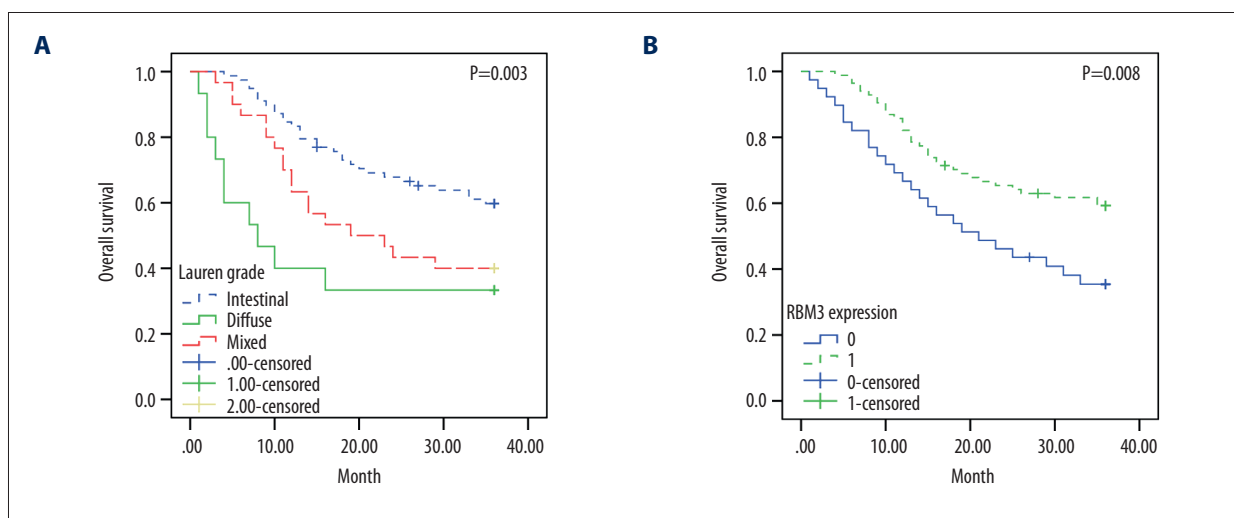 A
P=0.003
1.0
0.8
0.6
0.4
0.2
0.0
Overall survival
Lauren grade
Intestinal
Diffuse
Mixed
.00-censored
1.00-censored
2.00-censored
.00 10.00 20.00 30.00 40.00
Month
B
P=0.008
1.0
0.8
0.6
0.4
0.2
0.0
Overall survival
RBM3 expression
0
1
0-censored
1-censored
.00 10.00 20.00 30.00 40.00
Month